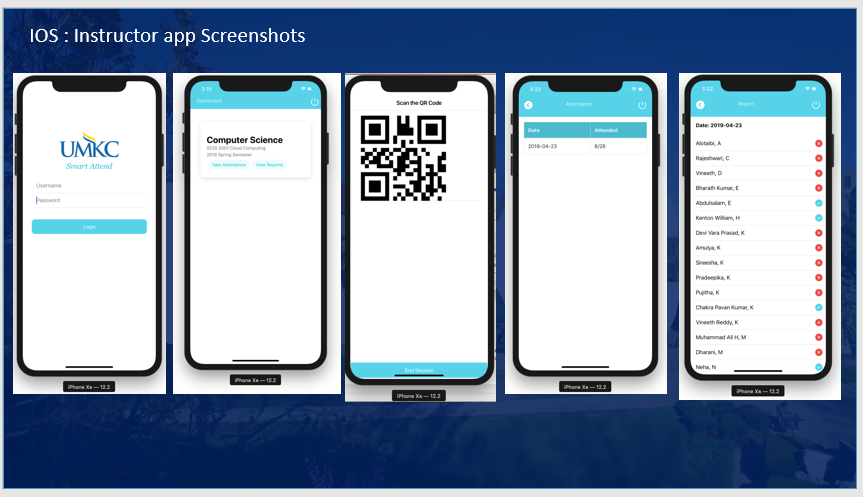 IOS : Instructor app Screenshots
UMKC
Smart Attend
Username
Password
Login
iPhone Xs — 12.2
3:19
Dashboard
Computer Science
5525 0001 Cloud Computing
2019 Spring Semester
Take Attendance View Reports
iPhone Xs — 12.2
Scan the QR Code
End Session
iPhone Xs — 12.2
3:22
Attendance
Date Attended
2019-04-23 8/28
iPhone Xs — 12.2
3:22
Report
Date: 2019-04-23
Alotaibi, A
Rajeshwari, C
Vineeth, D
Bharath Kumar, E
Abdulsalam, E
Kenton William, H
Devi Vara Prasad, K
Amulya, K
Sireesha, K
Pradeepika, K
Pujitha, K
Chakra Pavan Kumar, K
Vineeth Reddy, K
Muhammad Ali H, M
Dharani, M
Neha, N
iPhone Xs — 12.2